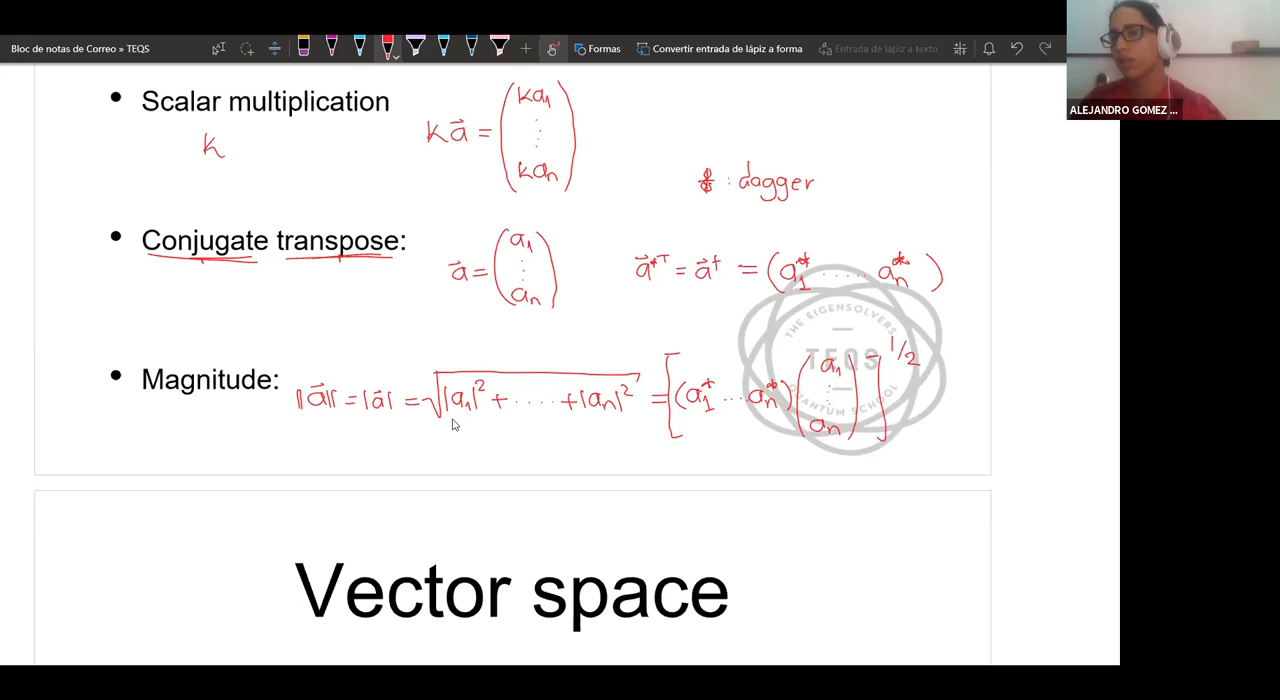 Bloc de notas de Correo » TEQS
Formas
Convertir entrada de lápiz a forma
Entrada de lápiz a texto
ALEJANDRO GOMEZ ...
• Scalar multiplication
k
k a⃗ = (ka₁ ⋮ kaₙ)
† : dagger
• Conjugate transpose:
a⃗ = (a₁ ⋮ aₙ)
a⃗*ᵀ = a⃗† = (a₁* ..... aₙ*)
• Magnitude:
‖a⃗‖ = |a⃗| = √(|a₁|² + ..... + |aₙ|²) = [(a₁* ... aₙ*)(a₁ ⋮ aₙ)]^1/2
THE EIGENSOLVERS
TEQS
QUANTUM SCHOOL
Vector space